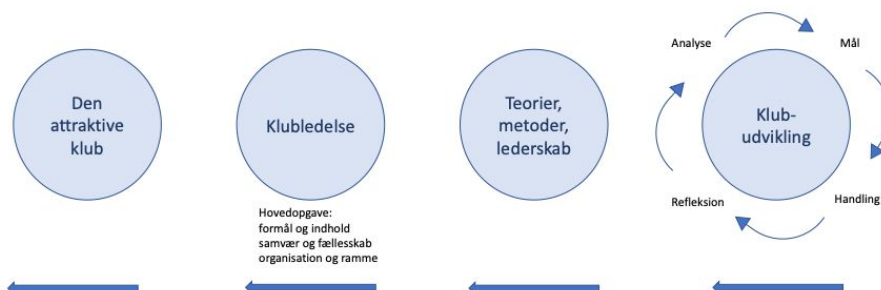 Den
attraktive
klub
Klubledelse
Hovedopgave:
formål og indhold
samvær og fællesskab
organisation og ramme
Teorier,
metoder,
lederskab
Analyse
Mål
Klub-
udvikling
Refleksion
Handling